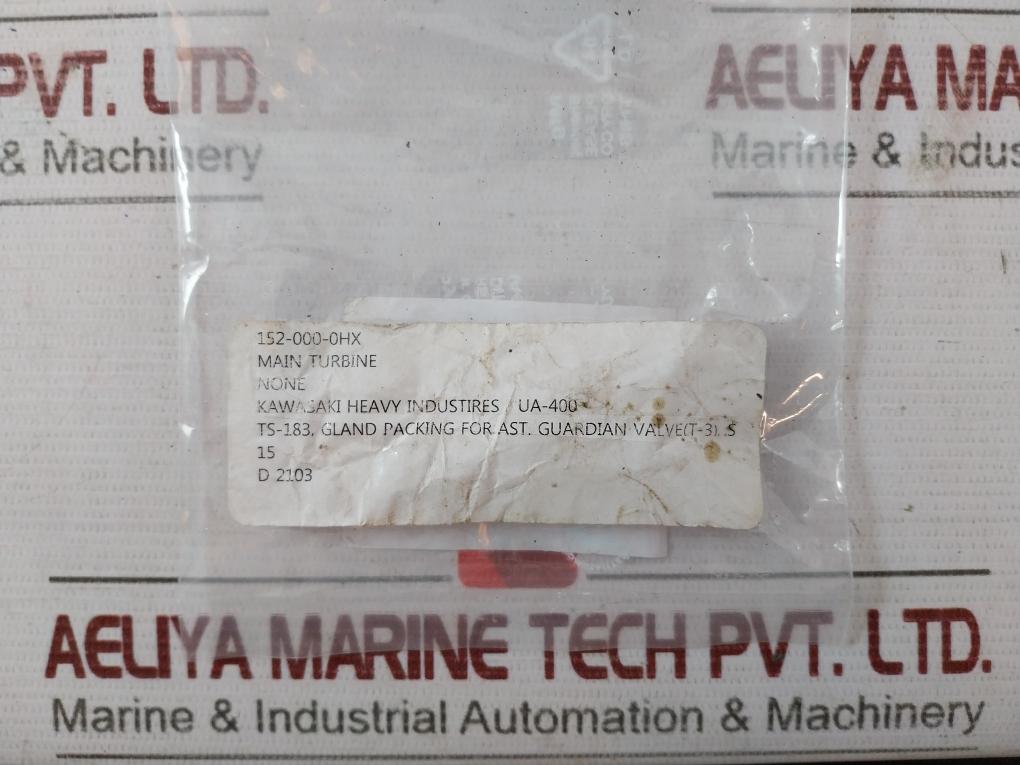 PVT. LTD.
& Machinery
AELIYA MA
Marine & Indus
152-000-0HX
MAIN TURBINE
NONE
KAWASAKI HEAVY INDUSTIRES / UA-400
TS-183, GLAND PACKING FOR AST. GUARDIAN VALVE(T-3), S
15
D 2103
AELIYA MARINE TECH PVT. LTD.
Marine & Industrial Automation & Machinery